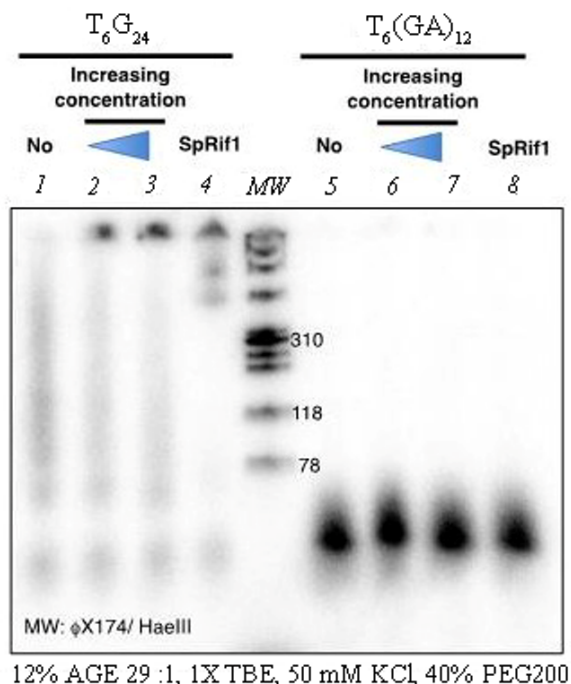 T₆G₂₄ T₆(GA)₁₂
Increasing Increasing
concentration concentration
No SpRif1 No SpRif1
1 2 3 4 MW 5 6 7 8
310
118
78
MW: ϕX174/ HaeIII
12% AGE 29 :1, 1X TBE, 50 mM KCl, 40% PEG200